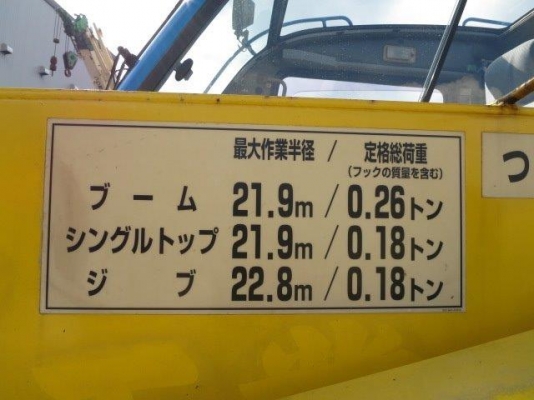 最大作業半径 / 定格総荷重
(フックの質量を含む)
ブーム 21.9m / 0.26トン
シングルトップ 21.9m / 0.18トン
ジブ 22.8m / 0.18トン
つ